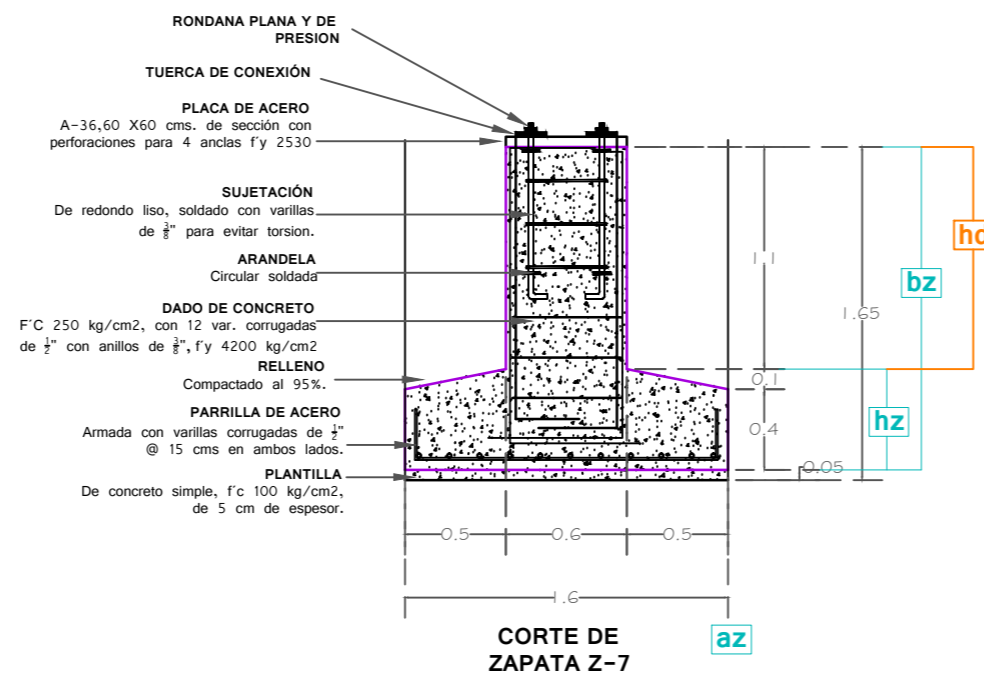 RONDANA PLANA Y DE
PRESION
TUERCA DE CONEXIÓN
PLACA DE ACERO
A-36,60 X60 cms. de sección con
perforaciones para 4 anclas f´y 2530
SUJETACIÓN
De redondo liso, soldado con varillas
de 3/8" para evitar torsion.
ARANDELA
Circular soldada
DADO DE CONCRETO
F´C 250 kg/cm2, con 12 var. corrugadas
de 1/2" con anillos de 3/8", f´y 4200 kg/cm2
RELLENO
Compactado al 95%.
PARRILLA DE ACERO
Armada con varillas corrugadas de 1/2"
@ 15 cms en ambos lados.
PLANTILLA
De concreto simple, f´c 100 kg/cm2,
de 5 cm de espesor.
1.1
0.1
0.4
0.05
1.65
bz
hz
0.5
0.6
0.5
1.6
az
CORTE DE
ZAPATA Z-7